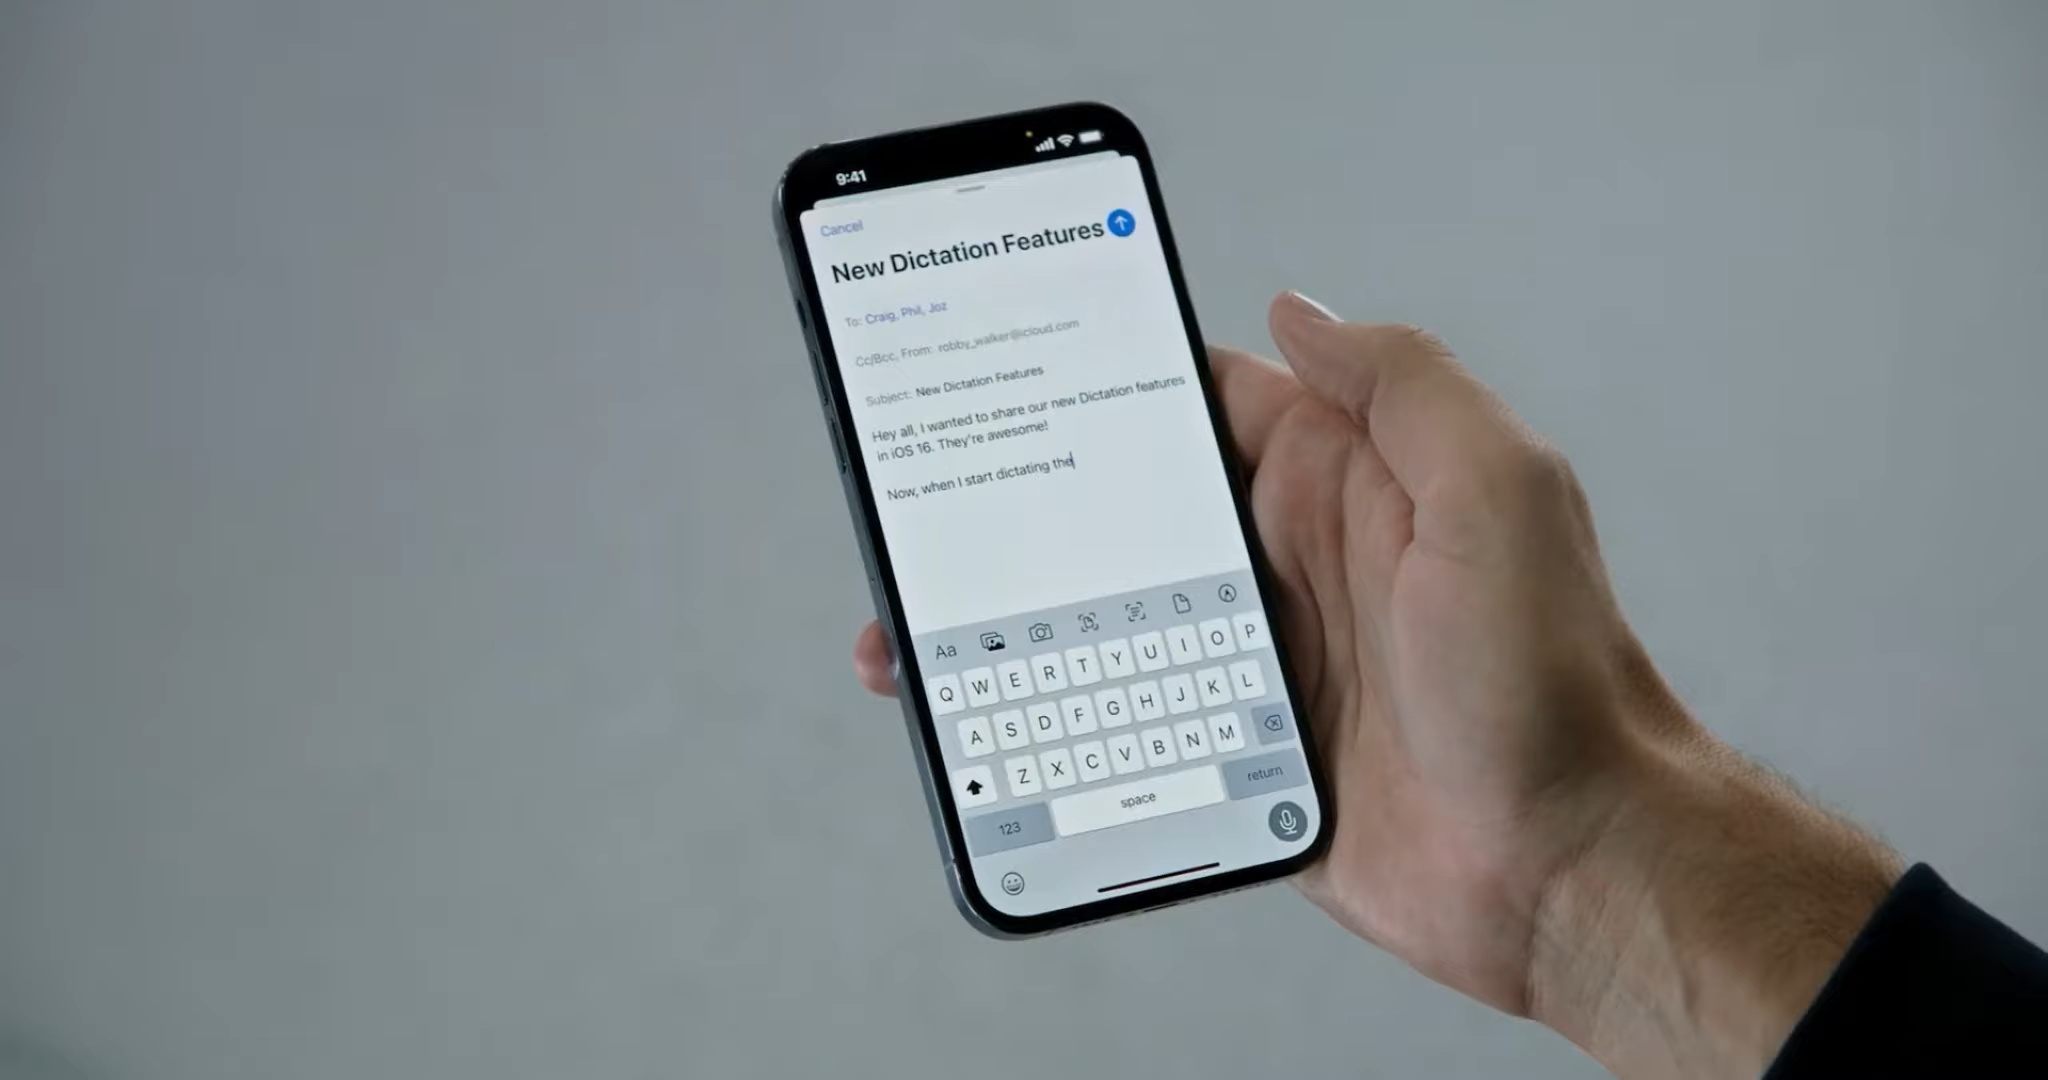 9:41
Cancel
New Dictation Features
To: Craig, Phil, Joz
Cc/Bcc, From: robby_walker@icloud.com
Subject: New Dictation Features
Hey all, I wanted to share our new Dictation features
in iOS 16. They're awesome!
Now, when I start dictating the
Aa
Q W E R T Y U I O P
A S D F G H J K L
Z X C V B N M
123 space return